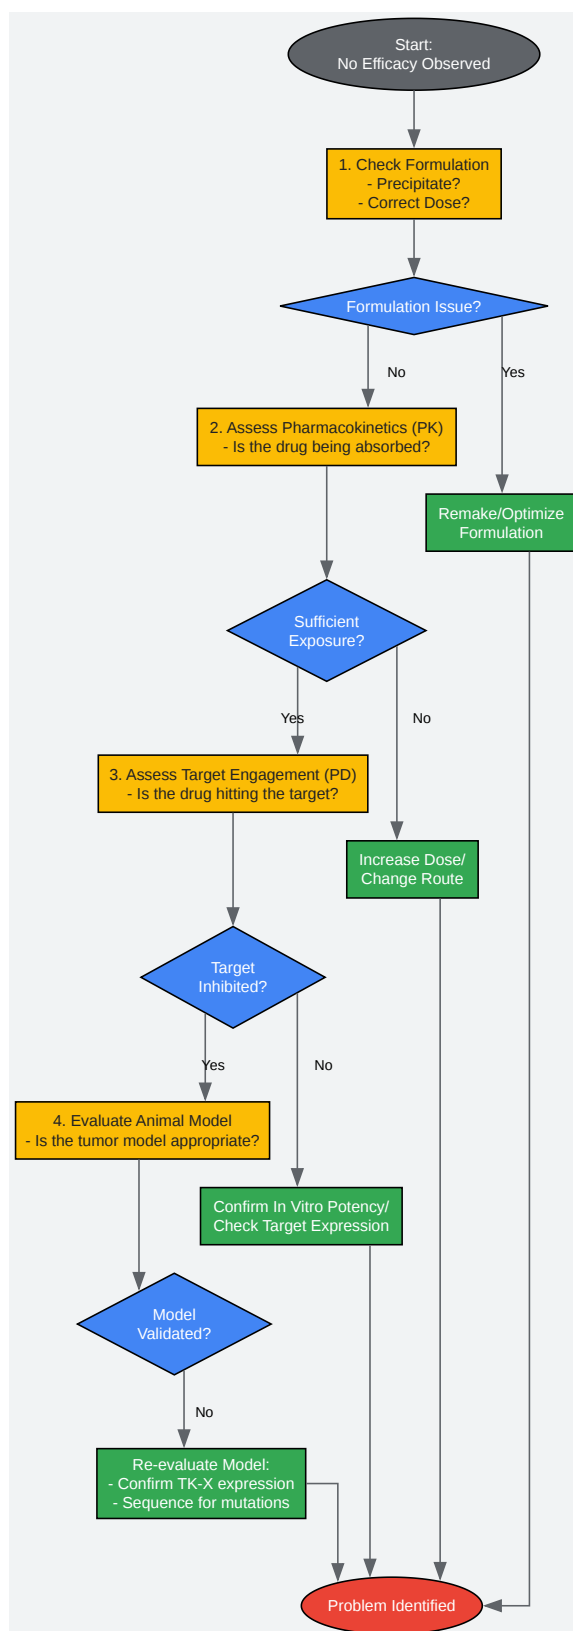 Start:
No Efficacy Observed
1. Check Formulation
- Precipitate?
- Correct Dose?
Formulation Issue?
No
Yes
2. Assess Pharmacokinetics (PK)
- Is the drug being absorbed?
Remake/Optimize
Formulation
Sufficient
Exposure?
Yes
No
3. Assess Target Engagement (PD)
- Is the drug hitting the target?
Increase Dose/
Change Route
Target
Inhibited?
Yes
No
4. Evaluate Animal Model
- Is the tumor model appropriate?
Confirm In Vitro Potency/
Check Target Expression
Model
Validated?
No
Re-evaluate Model:
- Confirm TK-X expression
- Sequence for mutations
Problem Identified